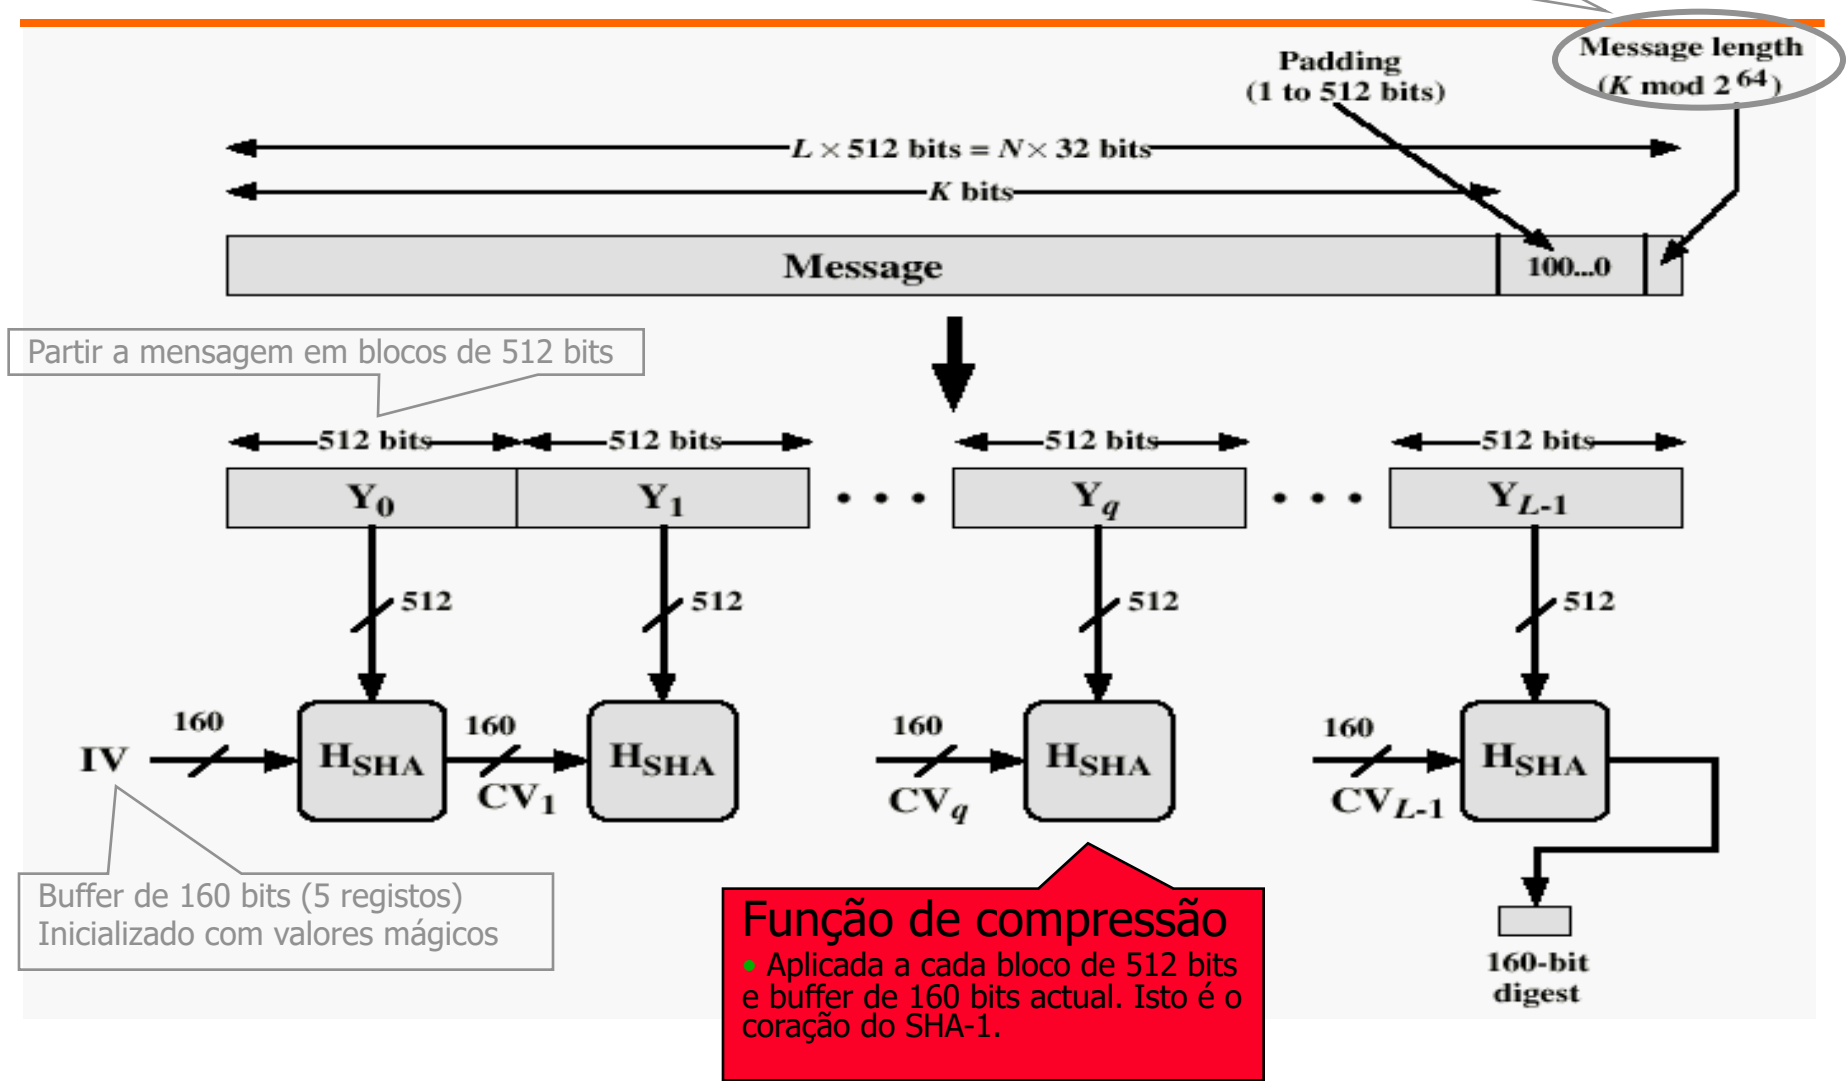 Message length
(K mod 2^64)
Padding
(1 to 512 bits)
L × 512 bits = N × 32 bits
K bits
Message
100...0
Partir a mensagem em blocos de 512 bits
512 bits
512 bits
512 bits
512 bits
Y0
Y1
• • •
Yq
• • •
YL-1
512
512
512
512
160
160
160
160
IV
HSHA
HSHA
HSHA
HSHA
CV1
CVq
CVL-1
Buffer de 160 bits (5 registos)
Inicializado com valores mágicos
Função de compressão
• Aplicada a cada bloco de 512 bits
e buffer de 160 bits actual. Isto é o
coração do SHA-1.
160-bit
digest